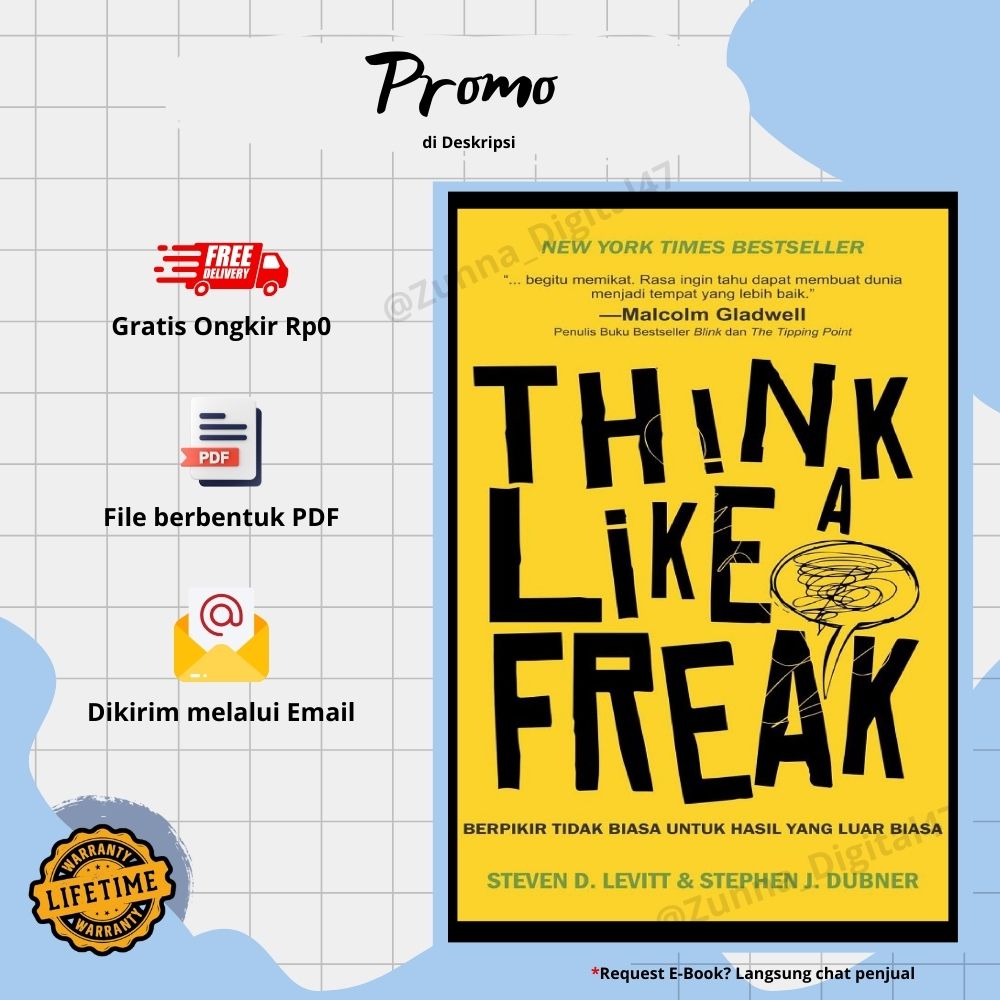 Promo
di Deskripsi
FREE
DELIVERY
Gratis Ongkir Rp0
PDF
File berbentuk PDF
@
Dikirim melalui Email
WARRANTY
LIFETIME
WARRANTY
@Zunna_Digital47
NEW YORK TIMES BESTSELLER
“... begitu memikat. Rasa ingin tahu dapat membuat dunia
menjadi tempat yang lebih baik.”
—Malcolm Gladwell
Penulis Buku Bestseller Blink dan The Tipping Point
THiNK
LiKE A
FREAK
BERPIKIR TIDAK BIASA UNTUK HASIL YANG LUAR BIASA
STEVEN D. LEVITT & STEPHEN J. DUBNER
@Zunna_Digital47
*Request E-Book? Langsung chat penjual